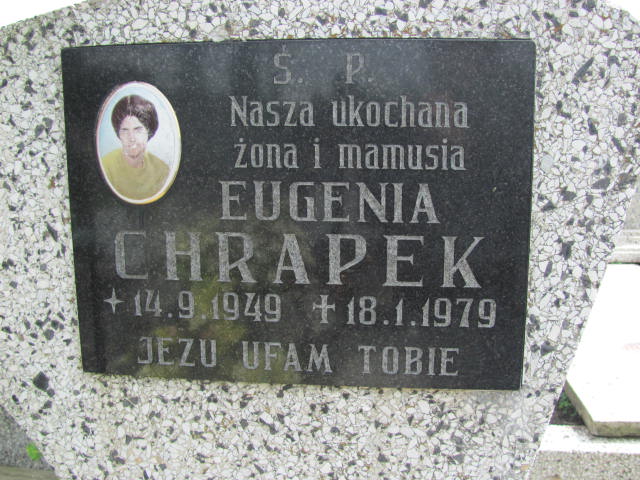 Ś. P.
Nasza ukochana
żona i mamusia
EUGENIA
CHRAPEK
14.9.1949 18.1.1979
JEZU UFAM TOBIE